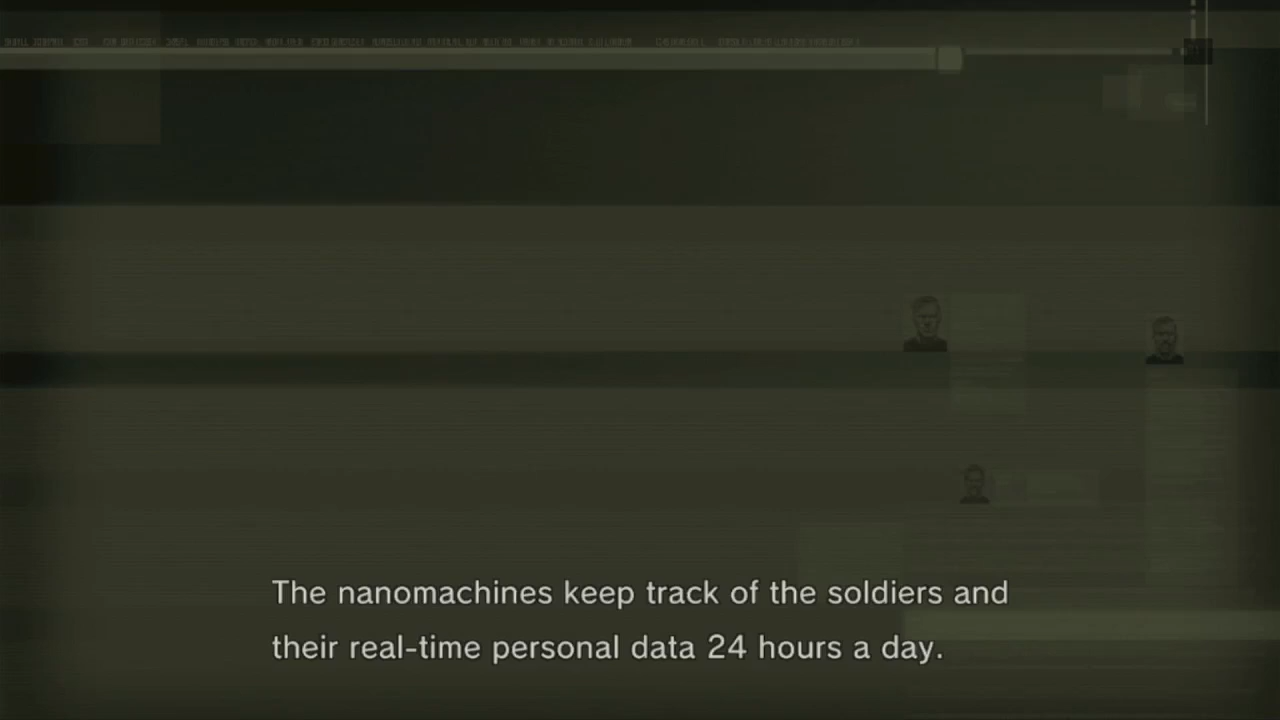 The nanomachines keep track of the soldiers and
their real-time personal data 24 hours a day.